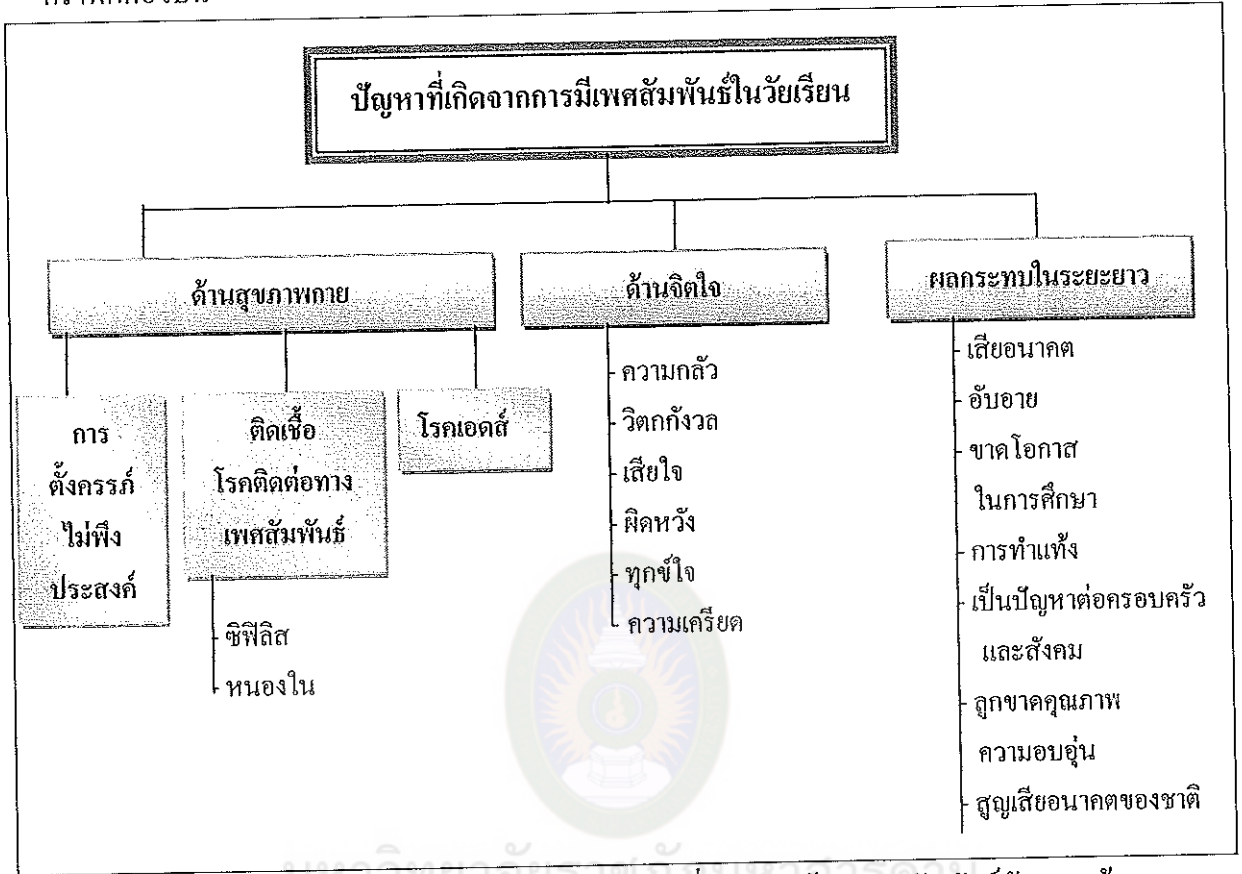 ปัญหาที่เกิดจากการมีเพศสัมพันธ์ในวัยเรียน
ด้านสุขภาพกาย
ด้านจิตใจ
ผลกระทบในระยะยาว
การ
ตั้งครรภ์
ไม่พึง
ประสงค์
ติดเชื้อ
โรคติดต่อทาง
เพศสัมพันธ์
- ซิฟิลิส
- หนองใน
โรคเอดส์
- ความกลัว
- วิตกกังวล
- เสียใจ
- ผิดหวัง
- ทุกข์ใจ
- ความเครียด
- เสียอนาคต
- อับอาย
- ขาดโอกาส
ในการศึกษา
- การทำแท้ง
- เป็นปัญหาต่อครอบครัว
และสังคม
- ลูกขาดคุณภาพ
ความอบอุ่น
- สูญเสียอนาคตของชาติ